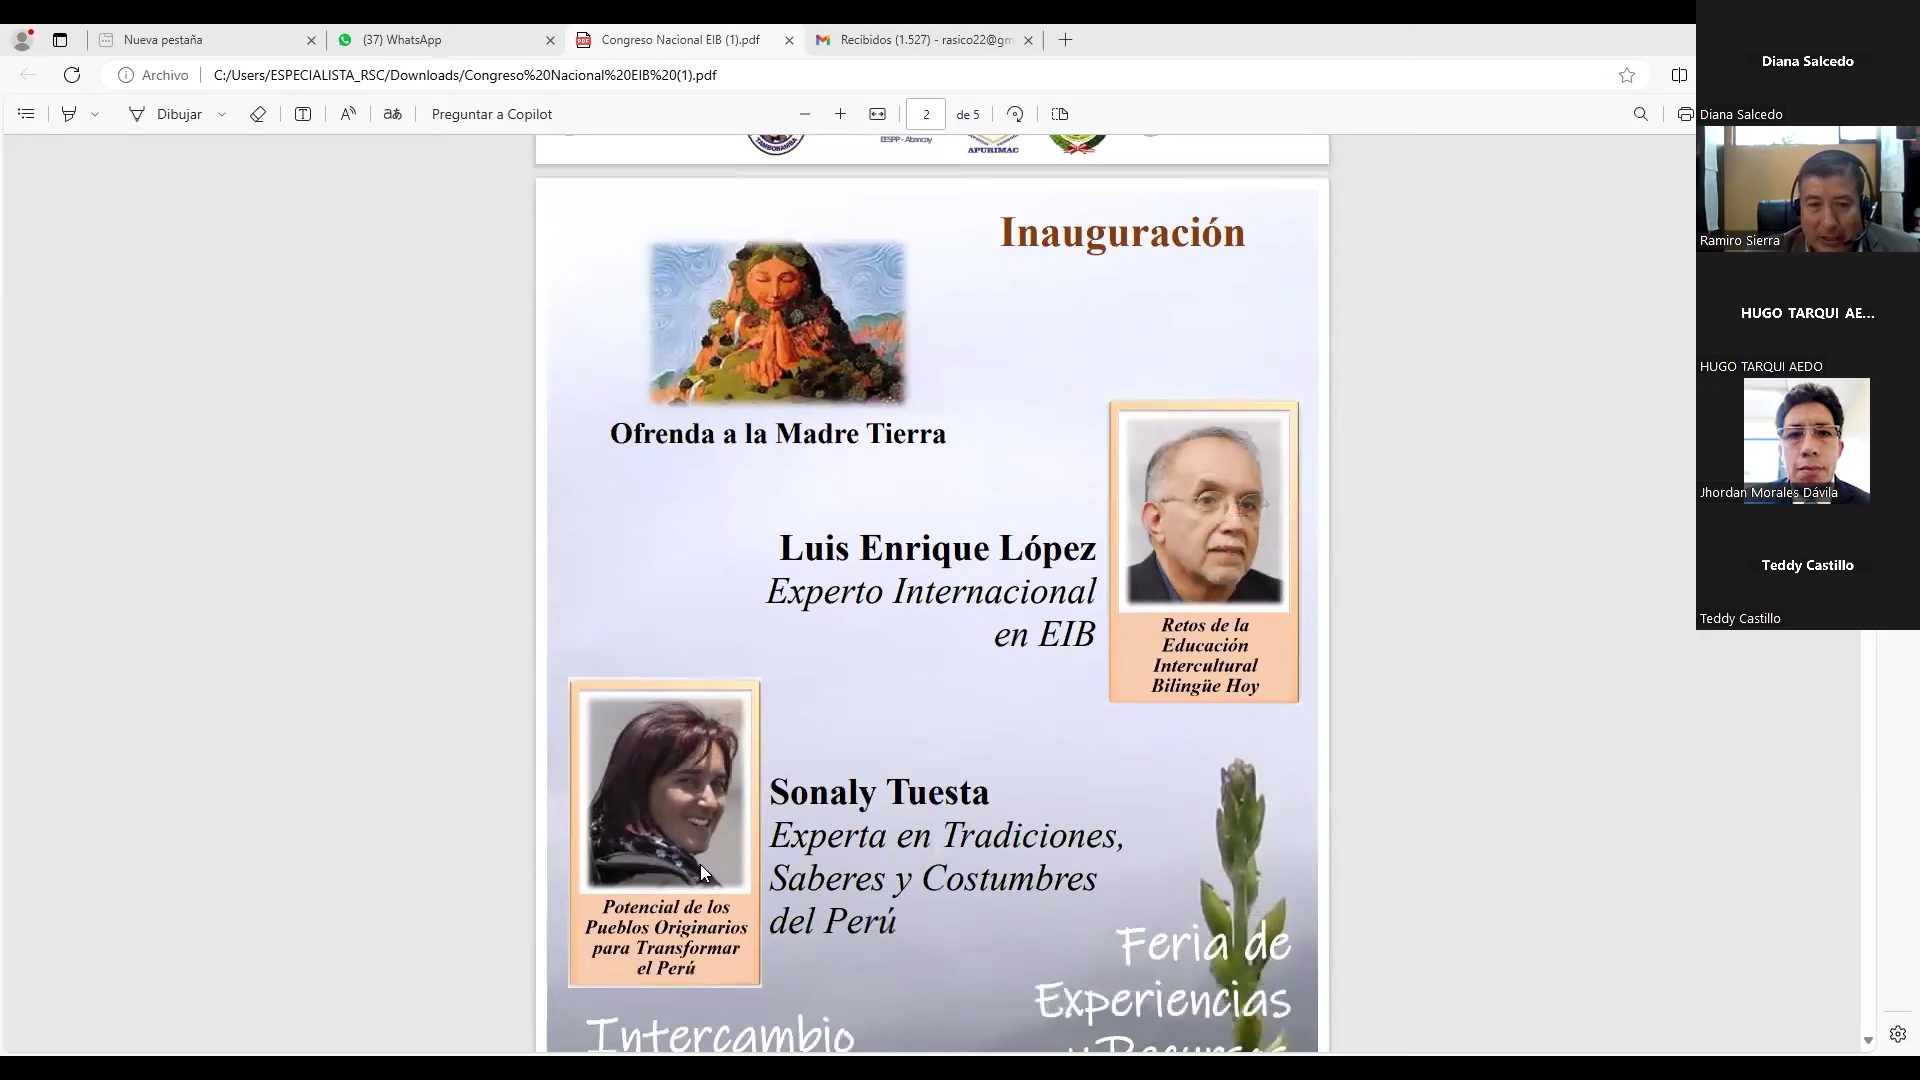 Nueva pestaña
(37) WhatsApp
Congreso Nacional EIB (1).pdf
Recibidos (1.527) - rasico22@gm
Archivo
C:/Users/ESPECIALISTA_RSC/Downloads/Congreso%20Nacional%20EIB%20(1).pdf
Dibujar
Preguntar a Copilot
2
de 5
TAMBOBAMBA
EESPP - Abancay
APURIMAC
Inauguración
Ofrenda a la Madre Tierra
Luis Enrique López
Experto Internacional
en EIB
Retos de la
Educación
Intercultural
Bilingüe Hoy
Sonaly Tuesta
Experta en Tradiciones,
Saberes y Costumbres
del Perú
Potencial de los
Pueblos Originarios
para Transformar
el Perú
Feria de
Experiencias
y Recursos
Intercambio
Diana Salcedo
Diana Salcedo
Ramiro Sierra
HUGO TARQUI AE...
HUGO TARQUI AEDO
Jhordan Morales Dávila
Teddy Castillo
Teddy Castillo